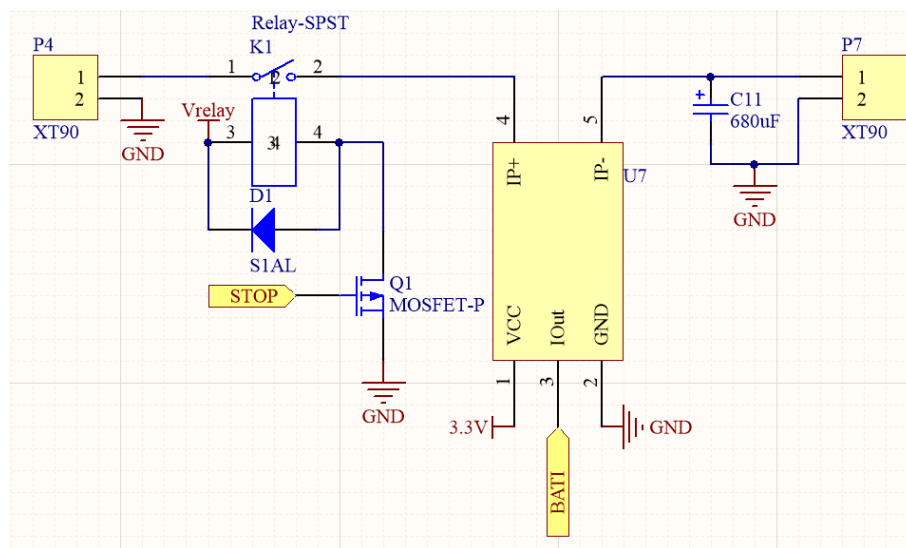 Relay-SPST
P4
K1
P7
1
1
2
2
1
2
1
2
C11
680uF
XT90
GND
Vrelay
3
3
4
4
4
5
XT90
IP+
IP-
U7
GND
D1
S1AL
STOP
Q1
MOSFET-P
VCC
IOut
GND
1
3
2
GND
3.3V
GND
BATI